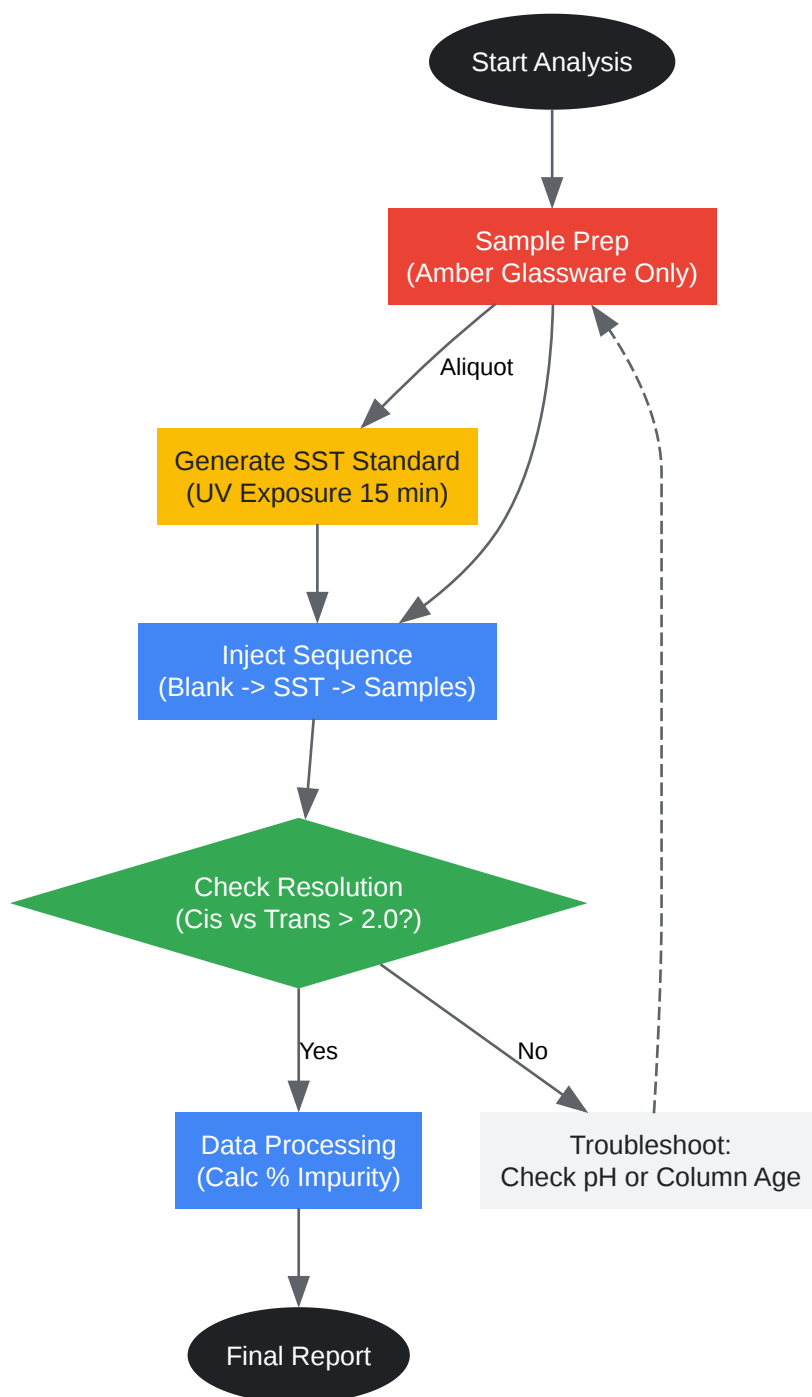 Start Analysis
Sample Prep
(Amber Glassware Only)
Aliquot
Generate SST Standard
(UV Exposure 15 min)
Inject Sequence
(Blank -> SST -> Samples)
Check Resolution
(Cis vs Trans > 2.0?)
Yes
No
Data Processing
(Calc % Impurity)
Troubleshoot:
Check pH or Column Age
Final Report